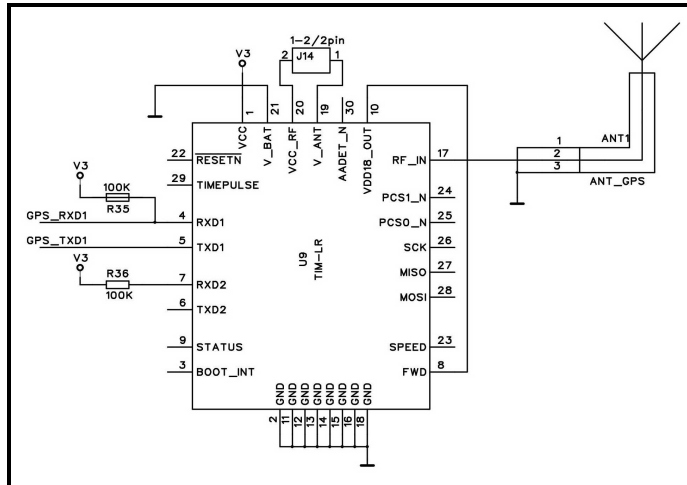 1-2/2pin
V3
2
J14
1
1
21
20
19
30
10
VCC
V_BAT
VCC_RF
V_ANT
AADET_N
VDD18_OUT
22
RESETN
RF_IN
17
1
ANT1
2
3
ANT_GPS
29
TIMEPULSE
V3
100K
R35
PCS1_N
24
GPS_RXD1
4
RXD1
PCS0_N
25
GPS_TXD1
5
TXD1
SCK
26
U9
TIM-LR
V3
R36
100K
7
RXD2
MISO
27
6
TXD2
MOSI
28
9
STATUS
SPEED
23
3
BOOT_INT
FWD
8
GND
GND
GND
GND
GND
GND
GND
GND
2
11
12
13
14
15
16
18